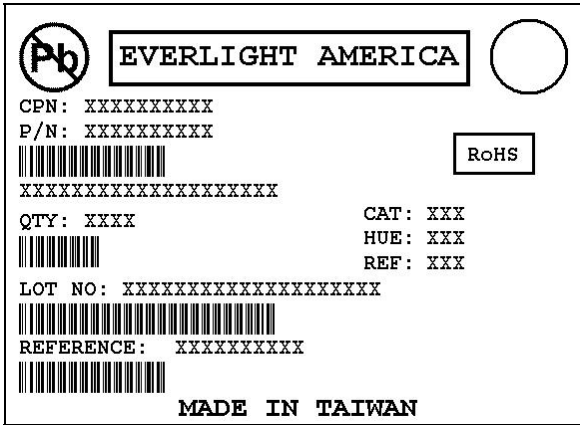 Pb
EVERLIGHT AMERICA
CPN: XXXXXXXXXX
P/N: XXXXXXXXXX
RoHS
XXXXXXXXXXXXXXXXXXXX
QTY: XXXX
CAT: XXX
HUE: XXX
REF: XXX
LOT NO: XXXXXXXXXXXXXXXXXXXX
REFERENCE: XXXXXXXXXX
MADE IN TAIWAN